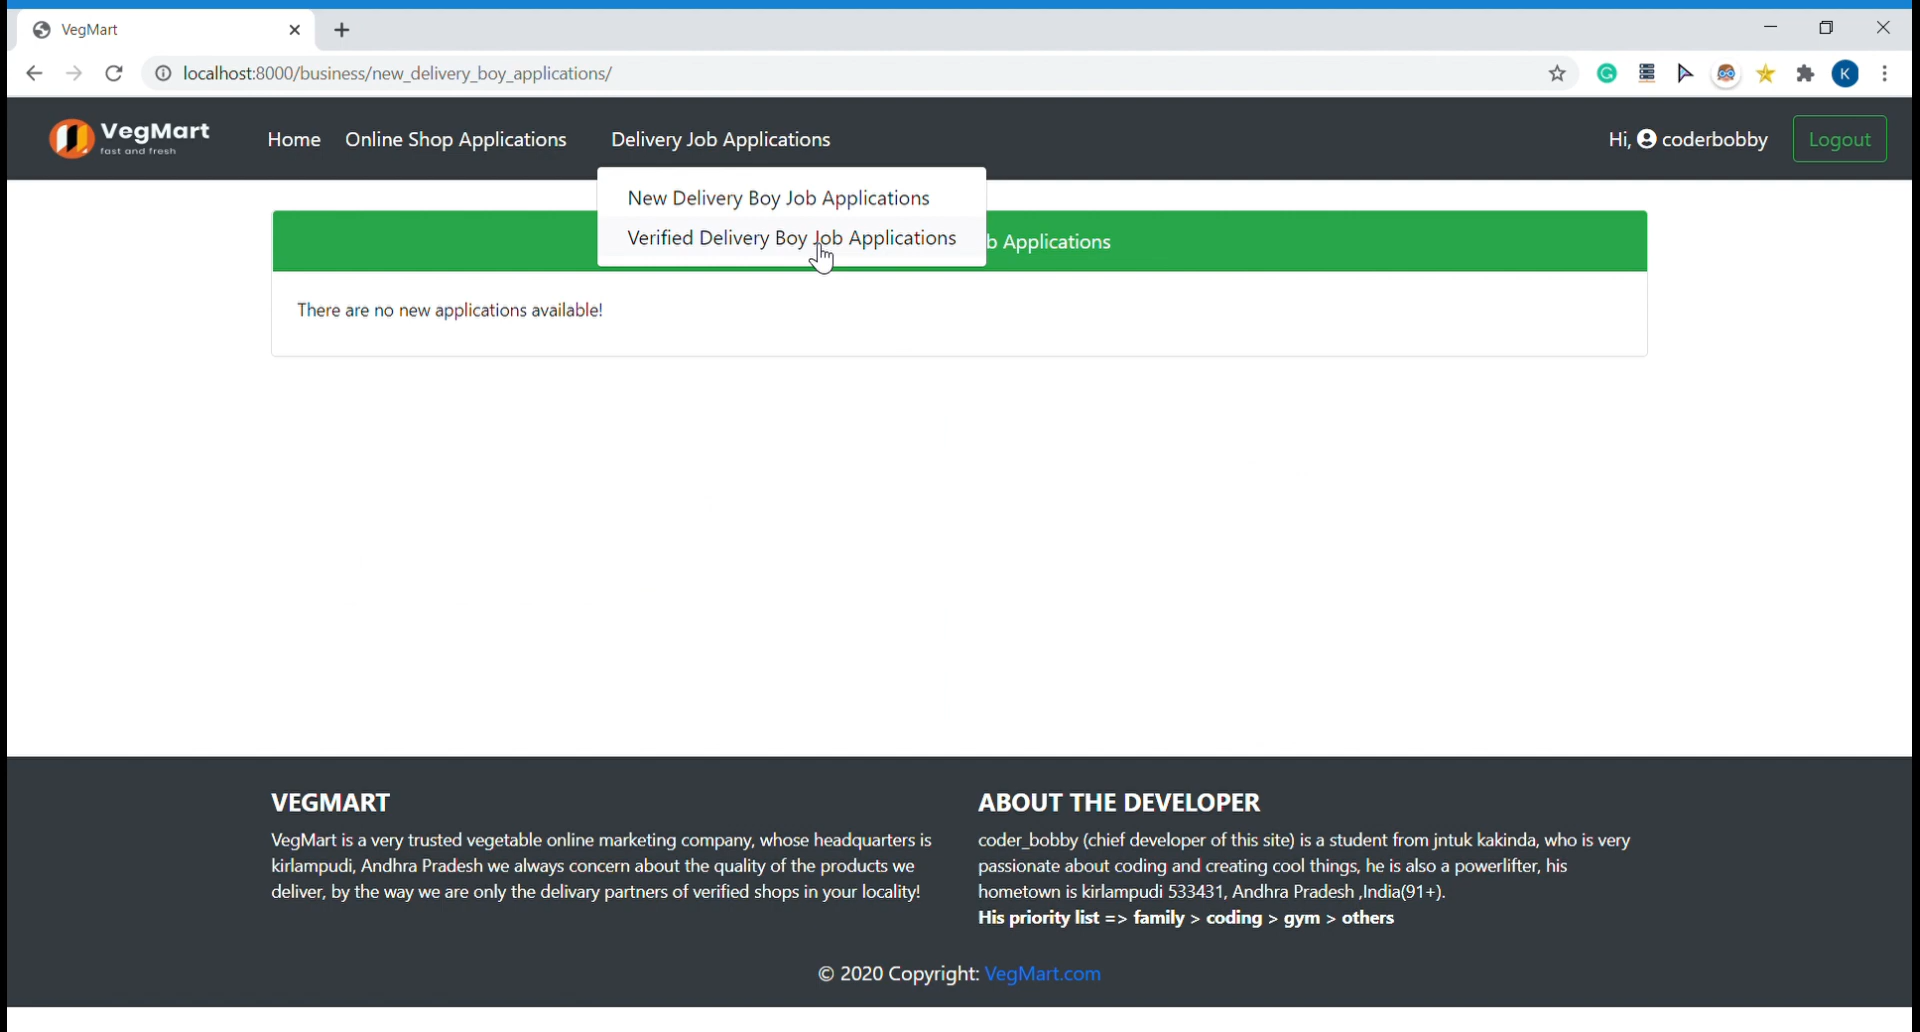 VegMart
localhost:8000/business/new_delivery_boy_applications/
K
VegMart
fast and fresh
Home
Online Shop Applications
Delivery Job Applications
Hi, coderbobby
Logout
New Delivery Boy Job Applications
Verified Delivery Boy Job Applications
Applications
There are no new applications available!
VEGMART
VegMart is a very trusted vegetable online marketing company, whose headquarters is
kirlampudi, Andhra Pradesh we always concern about the quality of the products we
deliver, by the way we are only the delivary partners of verified shops in your locality!
ABOUT THE DEVELOPER
coder_bobby (chief developer of this site) is a student from jntuk kakinda, who is very
passionate about coding and creating cool things, he is also a powerlifter, his
hometown is kirlampudi 533431, Andhra Pradesh ,India(91+).
His priority list => family > coding > gym > others
© 2020 Copyright: VegMart.com